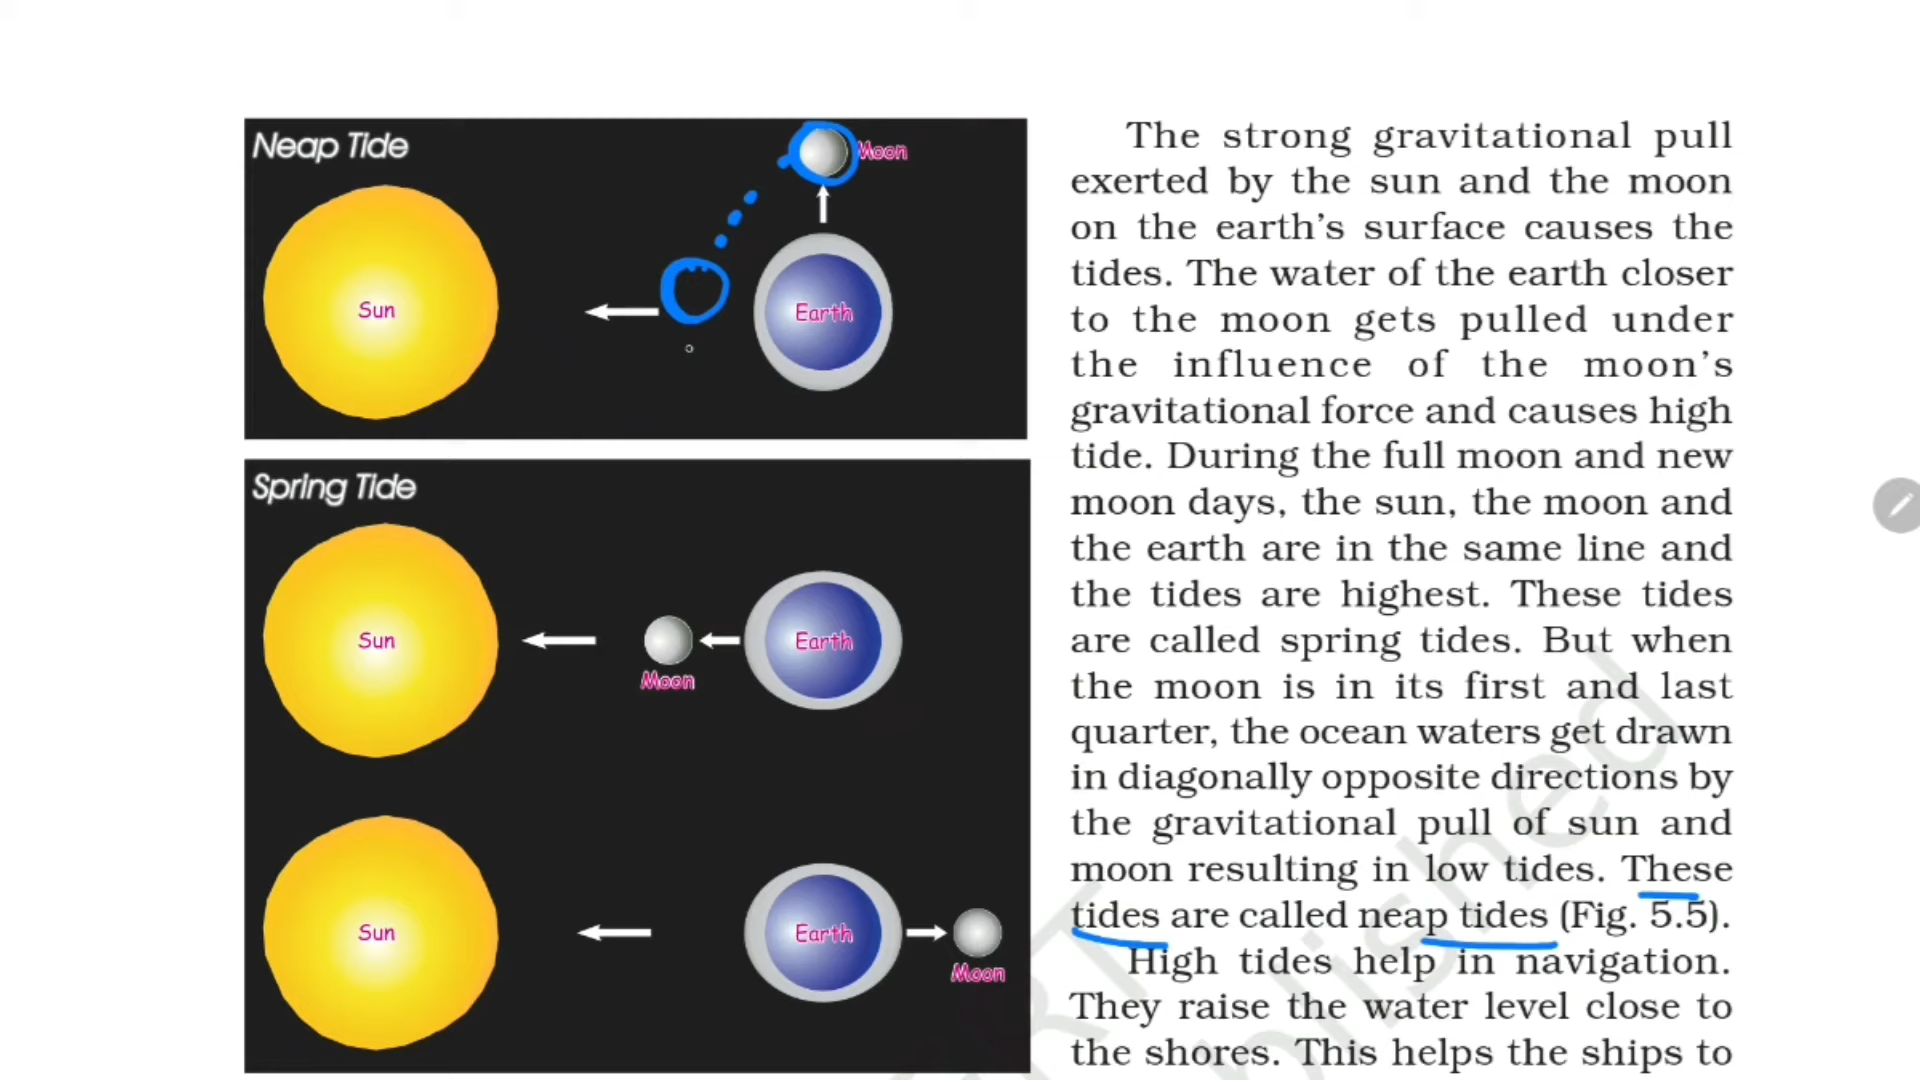 Neap Tide
Moon
Sun
Earth
Spring Tide
Sun
Moon
Earth
Sun
Earth
Moon
The strong gravitational pull
exerted by the sun and the moon
on the earth’s surface causes the
tides. The water of the earth closer
to the moon gets pulled under
the influence of the moon’s
gravitational force and causes high
tide. During the full moon and new
moon days, the sun, the moon and
the earth are in the same line and
the tides are highest. These tides
are called spring tides. But when
the moon is in its first and last
quarter, the ocean waters get drawn
in diagonally opposite directions by
the gravitational pull of sun and
moon resulting in low tides. These
tides are called neap tides (Fig. 5.5).
High tides help in navigation.
They raise the water level close to
the shores. This helps the ships to